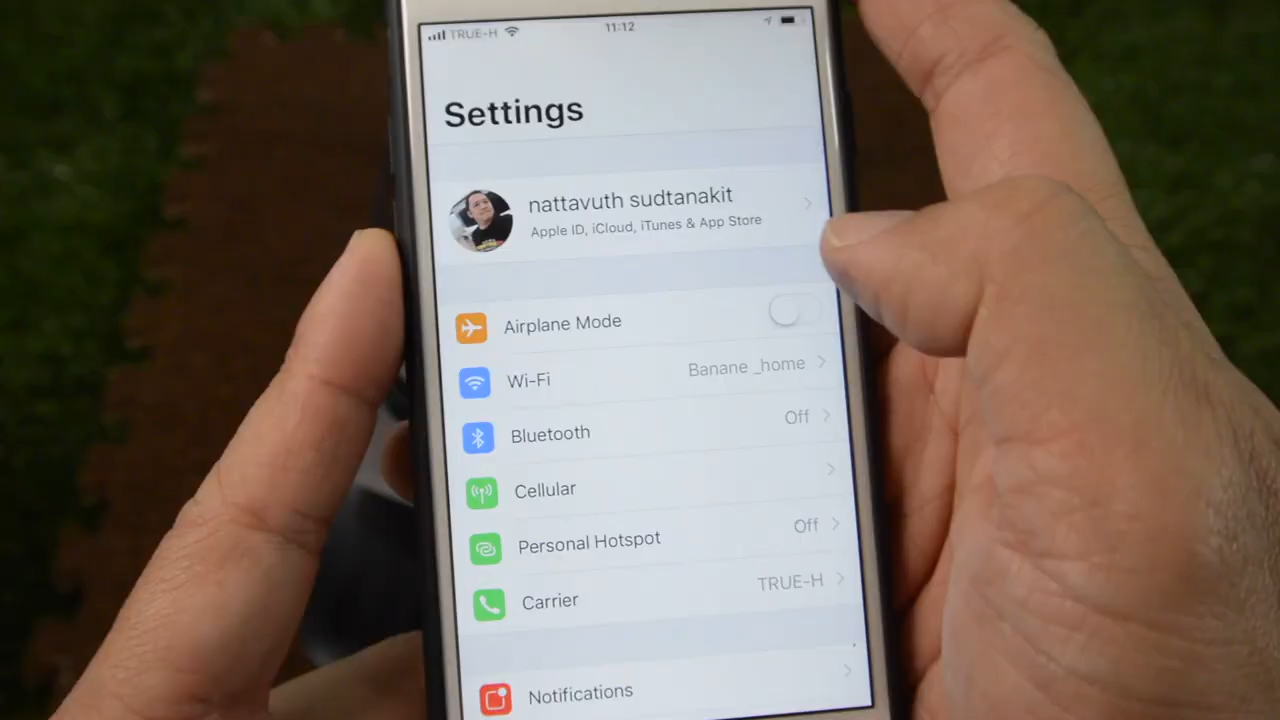 TRUE-H 11:12
Settings
nattavuth sudtanakit
Apple ID, iCloud, iTunes & App Store
Airplane Mode
Wi-Fi Banane _home
Bluetooth Off
Cellular
Personal Hotspot Off
Carrier TRUE-H
Notifications